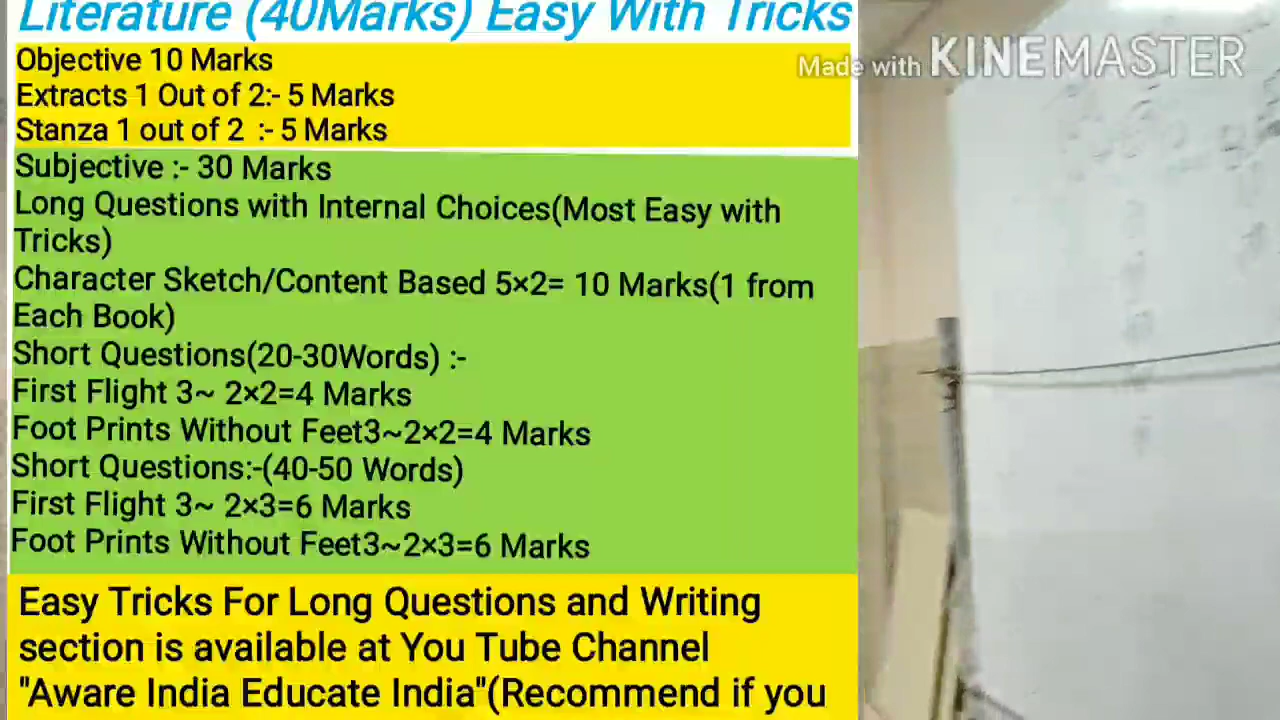 Literature (40Marks) Easy With Tricks
Made with KINEMASTER
Objective 10 Marks
Extracts 1 Out of 2:- 5 Marks
Stanza 1 out of 2 :- 5 Marks
Subjective :- 30 Marks
Long Questions with Internal Choices(Most Easy with
Tricks)
Character Sketch/Content Based 5×2= 10 Marks(1 from
Each Book)
Short Questions(20-30Words) :-
First Flight 3~ 2×2=4 Marks
Foot Prints Without Feet3~2×2=4 Marks
Short Questions:-(40-50 Words)
First Flight 3~ 2×3=6 Marks
Foot Prints Without Feet3~2×3=6 Marks
Easy Tricks For Long Questions and Writing
section is available at You Tube Channel
"Aware India Educate India"(Recommend if you